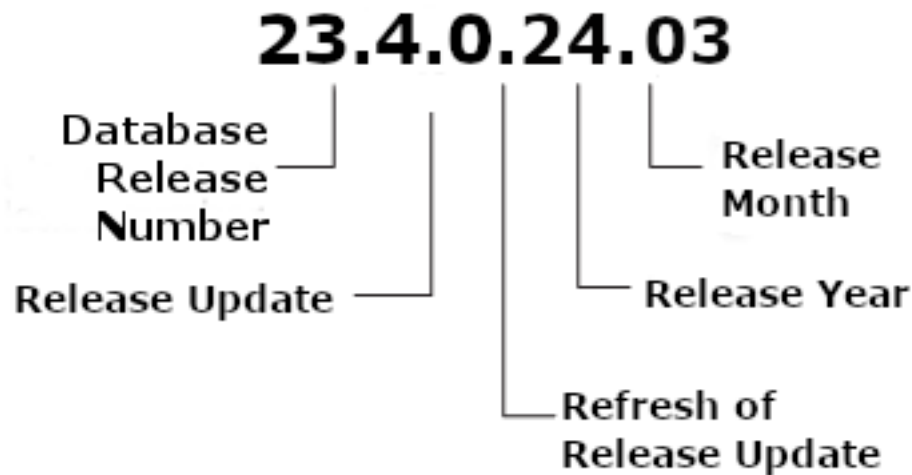 23.4.0.24.03
Database
Release
Number
Release
Month
Release Update
Release Year
Refresh of
Release Update